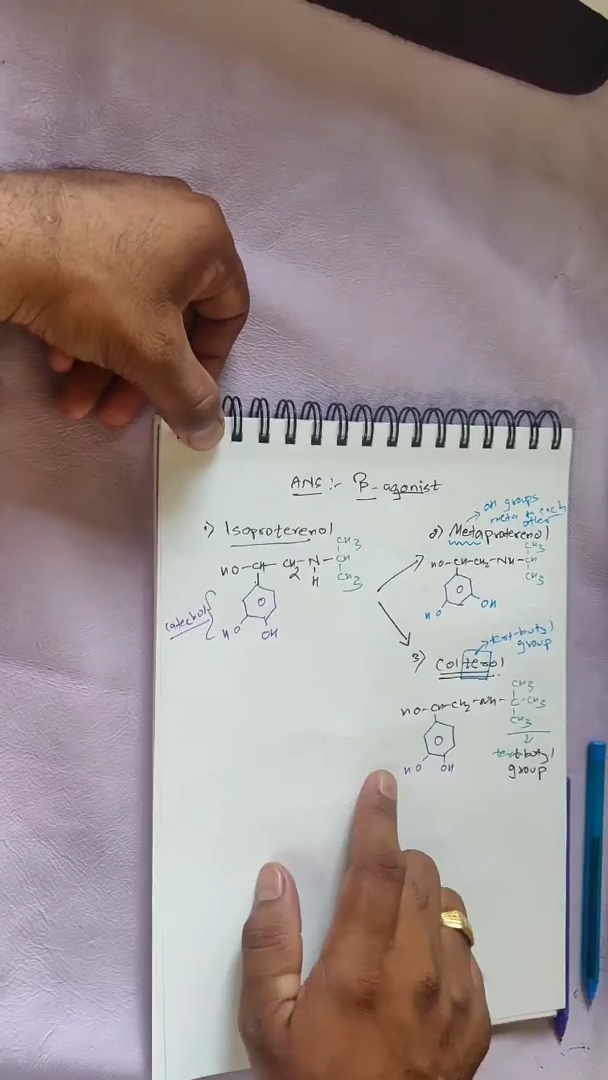 ANS :- β-agonist
1) Isoproterenol
HO-CH-CH2-N-CH
CH3
CH3
H
catechol
HO
OH
OH groups
meta to each
other
2) Metaproterenol
CH3
HO-CH-CH2-NH-CH
CH3
HO
OH
tert-butyl
group
3) Colterol
CH3
HO-CH-CH2-NH-C-CH3
CH3
HO
OH
tert-butyl
group